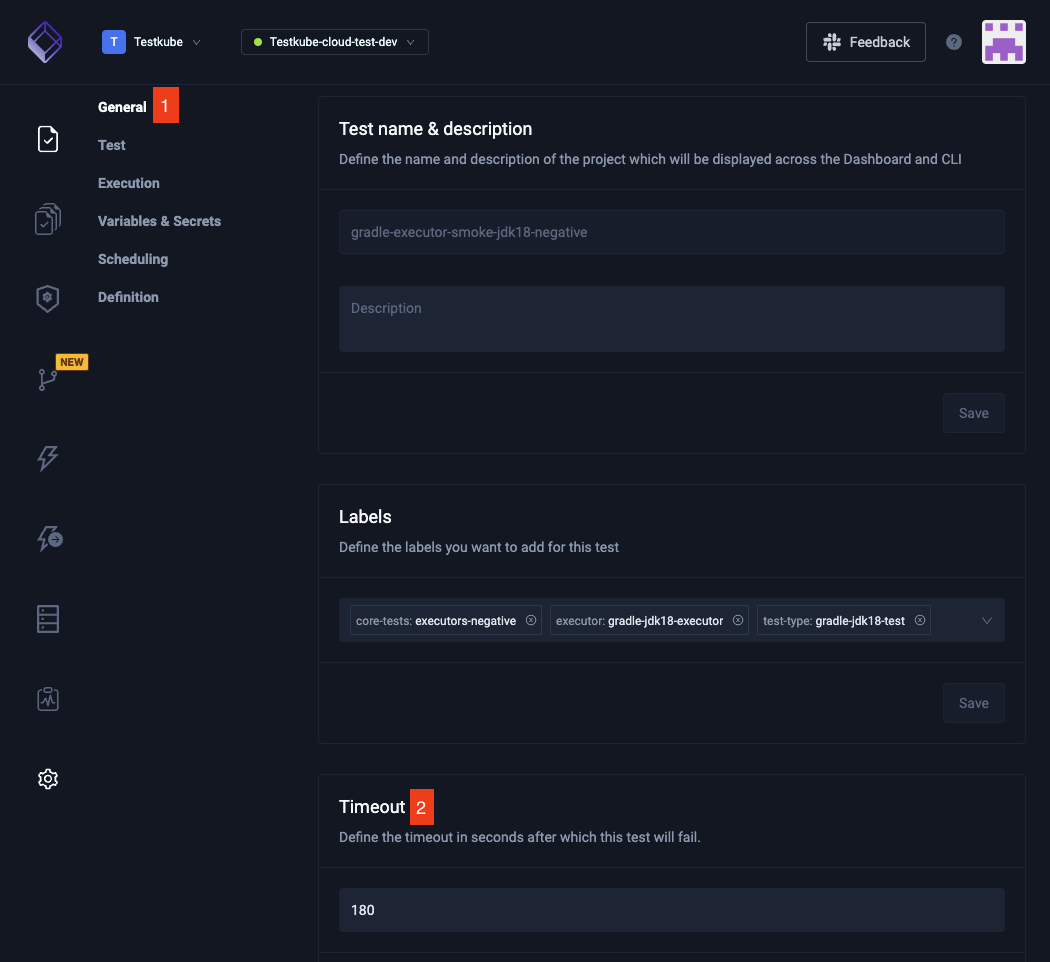 T Testkube
Testkube-cloud-test-dev
Feedback
?
General 1
Test
Execution
Variables & Secrets
Scheduling
Definition
NEW
Test name & description
Define the name and description of the project which will be displayed across the Dashboard and CLI
gradle-executor-smoke-jdk18-negative
Description
Save
Labels
Define the labels you want to add for this test
core-tests: executors-negative executor: gradle-jdk18-executor test-type: gradle-jdk18-test
Save
Timeout 2
Define the timeout in seconds after which this test will fail.
180